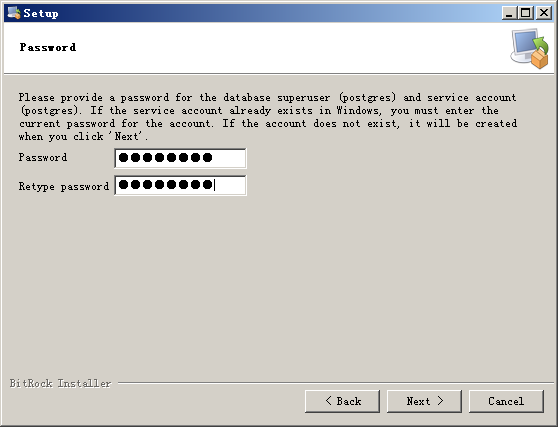 Setup
Password
Please provide a password for the database superuser (postgres) and service account
(postgres). If the service account already exists in Windows, you must enter the
current password for the account. If the account does not exist, it will be created
when you click 'Next'.
Password ●●●●●●●●
Retype password ●●●●●●●●
BitRock Installer
< Back Next > Cancel